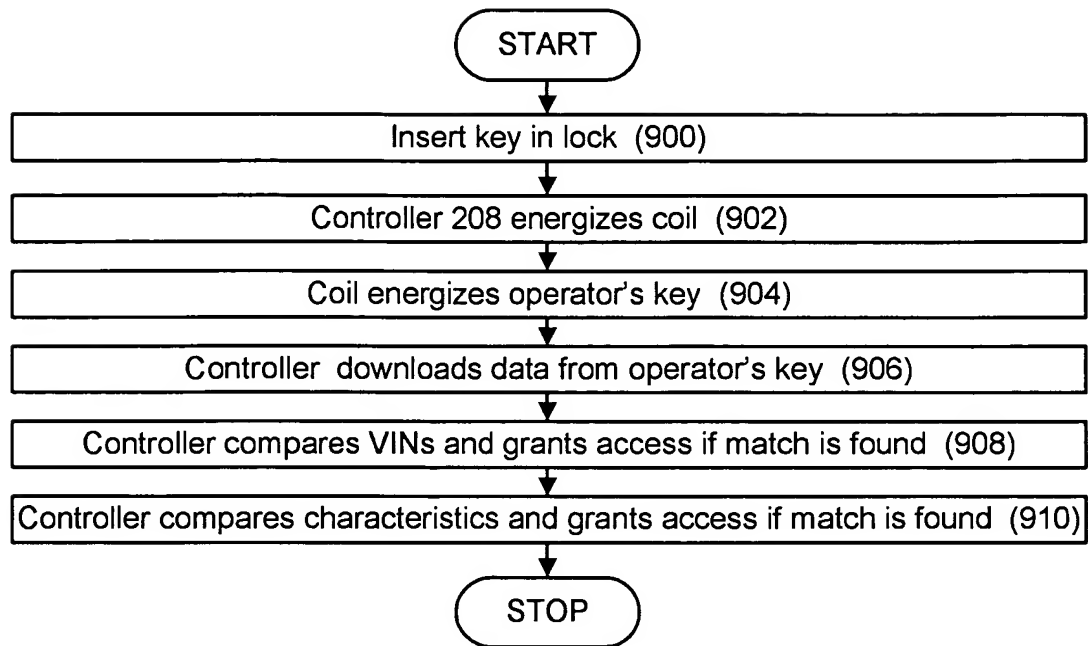 START
Insert key in lock (900)
Controller 208 energizes coil (902)
Coil energizes operator's key (904)
Controller downloads data from operator's key (906)
Controller compares VINs and grants access if match is found (908)
Controller compares characteristics and grants access if match is found (910)
STOP